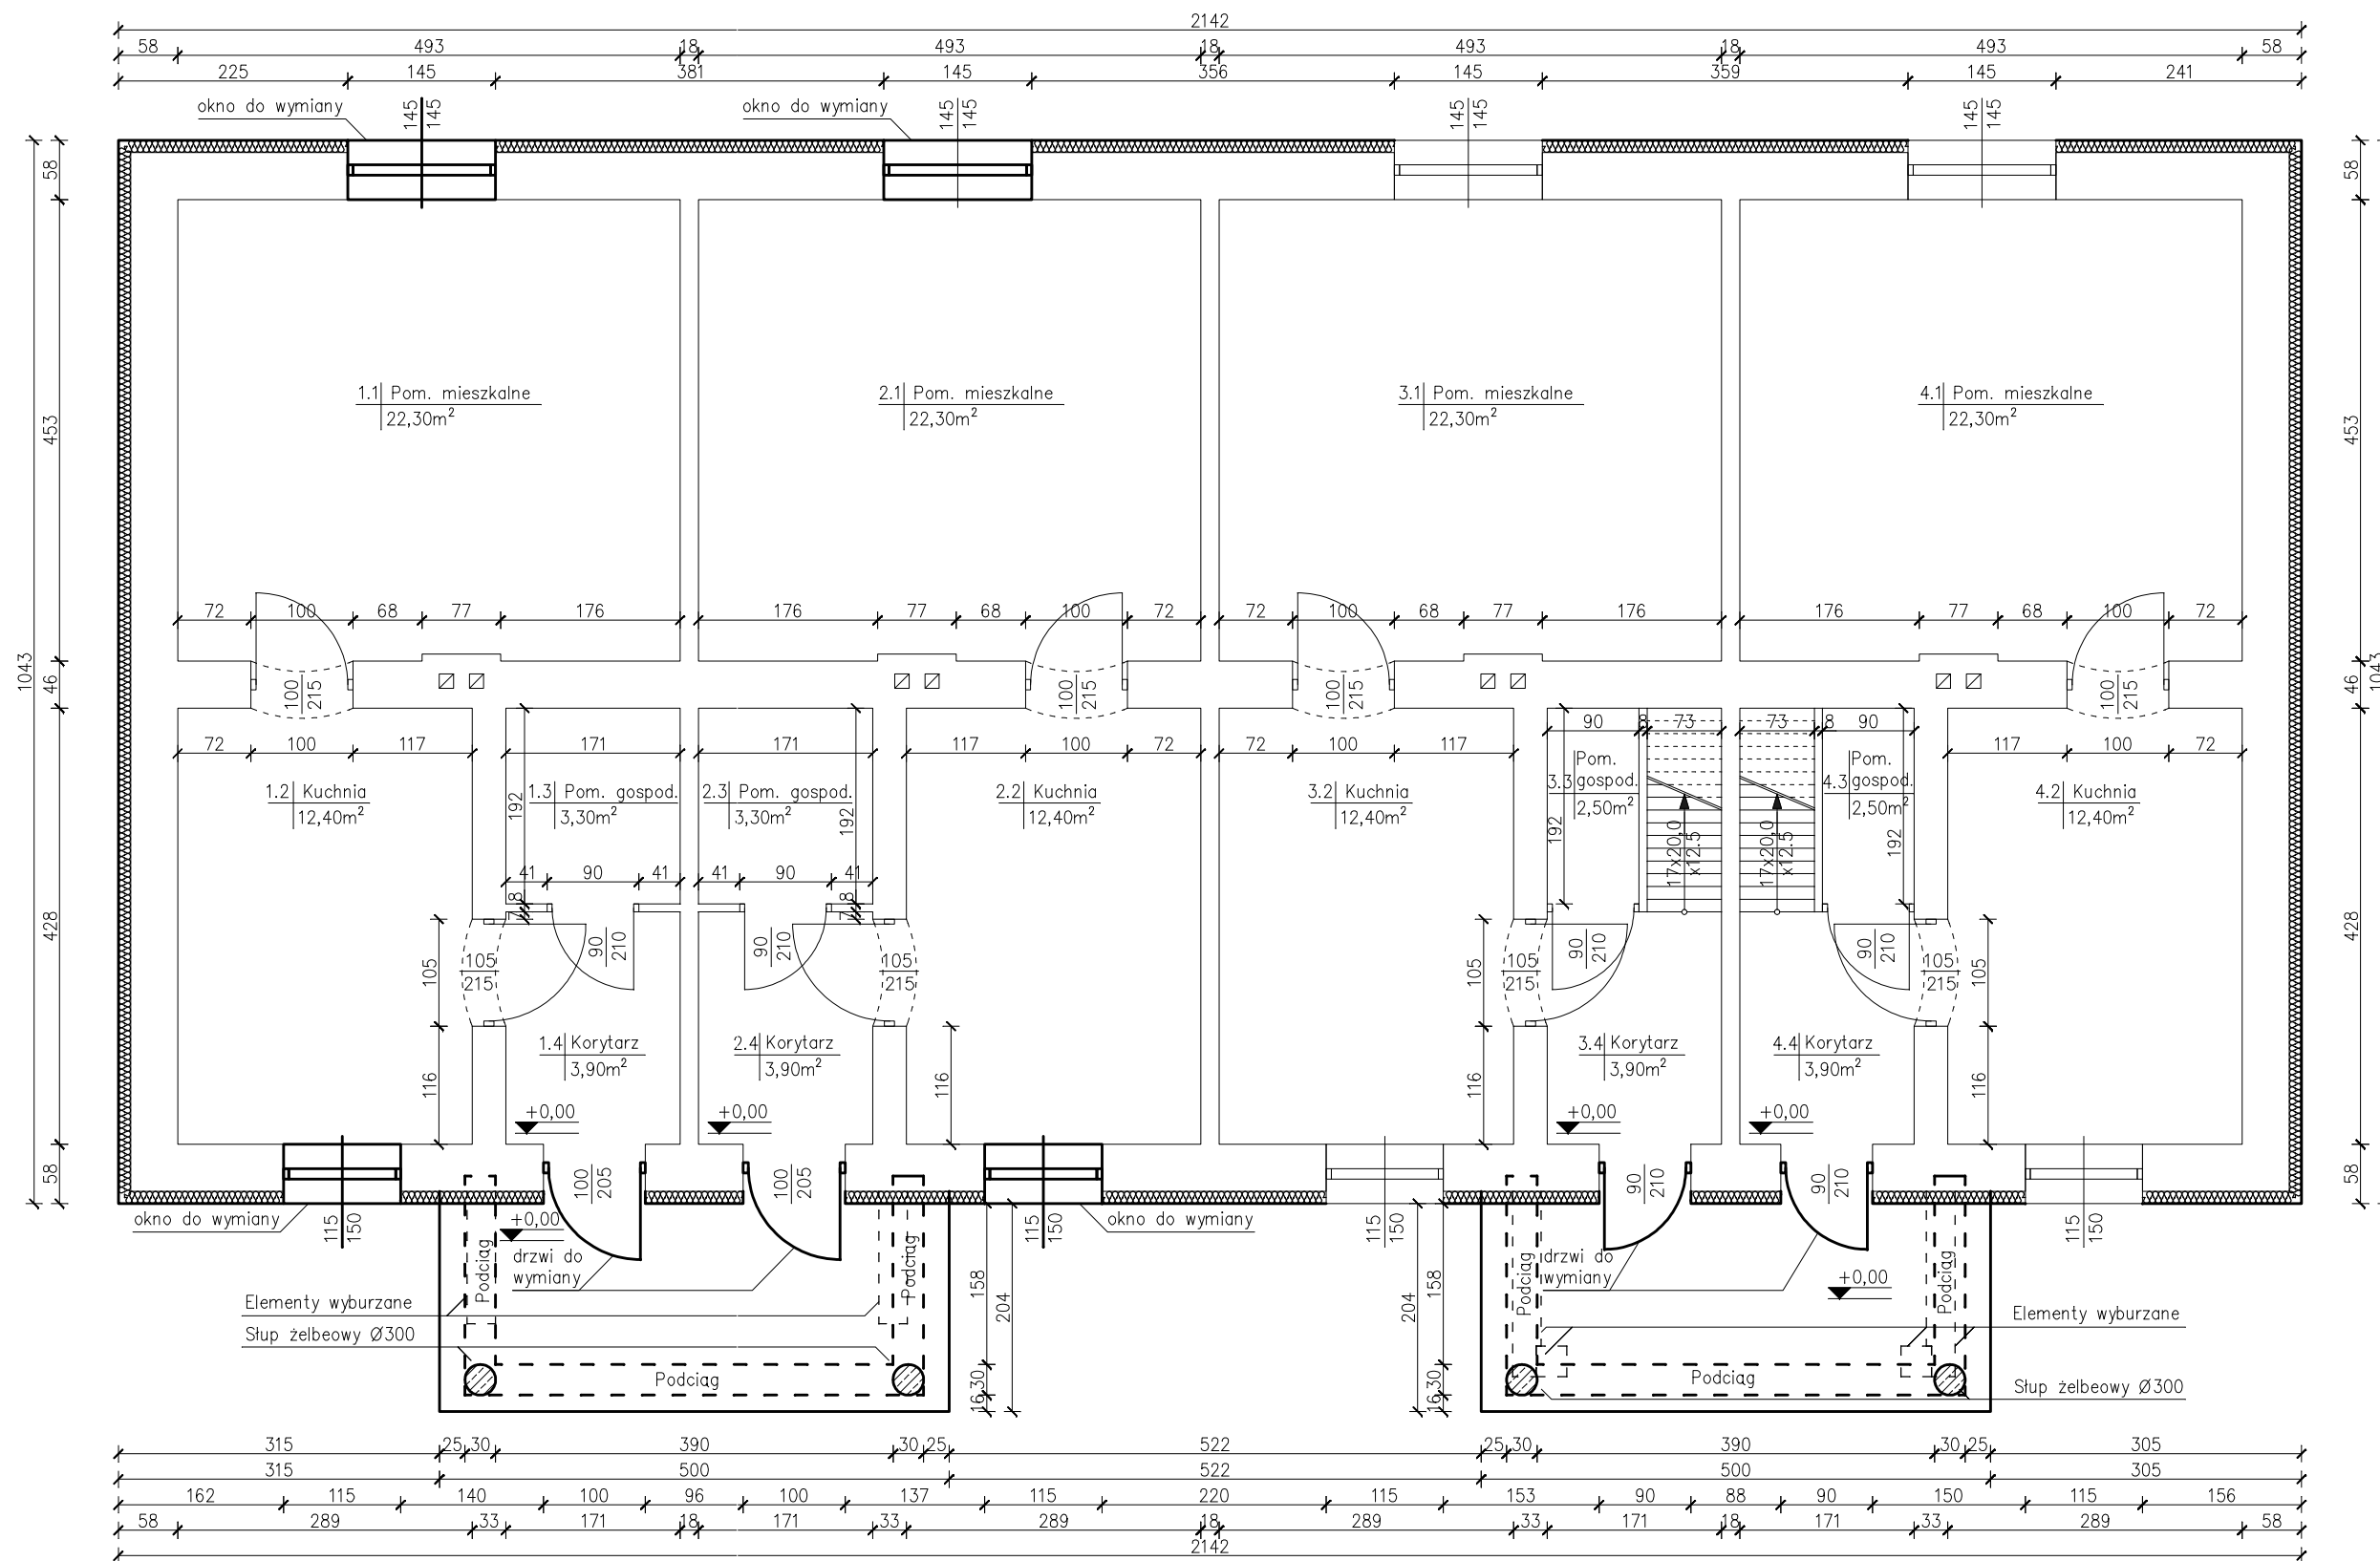 2142
58 493 18 493 18 493 18 493 58
225 145 381 145 356 145 359 145 241
okno do wymiany 145 145 okno do wymiany 145 145 145 145 145 145
58 58
453 453
1043 1043
46 46
428 428
58 58
1.1 Pom. mieszkalne 2.1 Pom. mieszkalne 3.1 Pom. mieszkalne 4.1 Pom. mieszkalne
22,30m² 22,30m² 22,30m² 22,30m²
72 100 68 77 176 176 77 68 100 72 72 100 68 77 176 176 77 68 100 72
100 215 100 215 100 215 100 215
90 8 73 73 8 90
72 100 117 171 171 117 100 72 72 100 117 117 100 72
Pom. Pom.
3.3 gospod. 4.3 gospod.
2,50m² 2,50m²
1.2 Kuchnia 1.3 Pom. gospod. 2.3 Pom. gospod. 2.2 Kuchnia 3.2 Kuchnia 4.2 Kuchnia
12,40m² 3,30m² 3,30m² 12,40m² 12,40m² 12,40m²
192 192 192 192
17x20,0 x12.5 17x20,0 x12.5
41 90 41 41 90 41
8 8
90 210 90 210 90 210 90 210
105 105 105
105 105 105 105
215 215 215 215
1.4 Korytarz 2.4 Korytarz 3.4 Korytarz 4.4 Korytarz
3,90m² 3,90m² 3,90m² 3,90m²
116 116 116 116
+0,00 +0,00 +0,00 +0,00
100 205 100 205 90 210 90 210
okno do wymiany 115 150 +0,00 115 150 okno do wymiany 115 150 115 150
Podciąg Podciąg Podciąg Podciąg
drzwi do drzwi do
wymiany wymiany
+0,00
158 204 204 158
Elementy wyburzane Elementy wyburzane
Słup żelbeowy Ø300
Podciąg Podciąg
Słup żelbeowy Ø300
30 30
16 16
315 25 30 390 30 25 522 25 30 390 30 25 305
315 500 522 500 305
162 115 140 100 96 100 137 115 220 115 153 90 88 90 150 115 156
58 289 33 171 18 171 33 289 18 289 33 171 18 171 33 289 58
2142